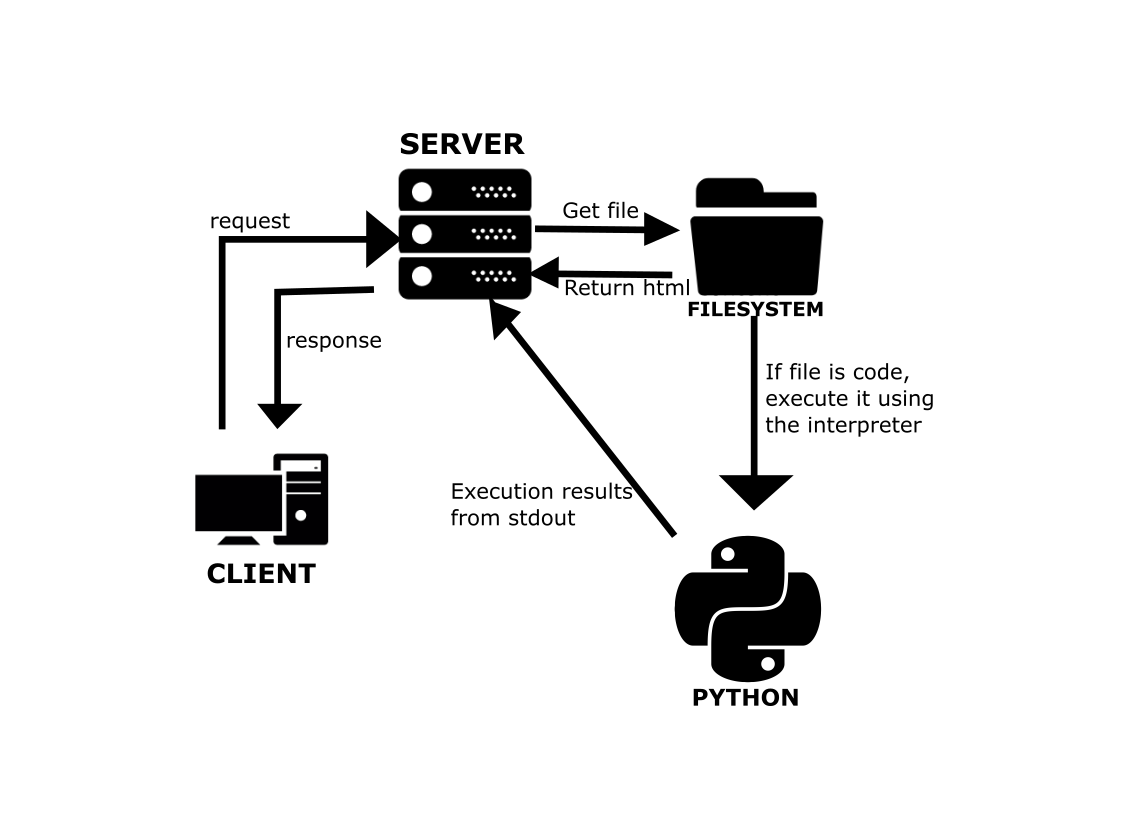 SERVER
request
Get file
Return html
FILESYSTEM
response
If file is code,
execute it using
the interpreter
Execution results
from stdout
CLIENT
PYTHON